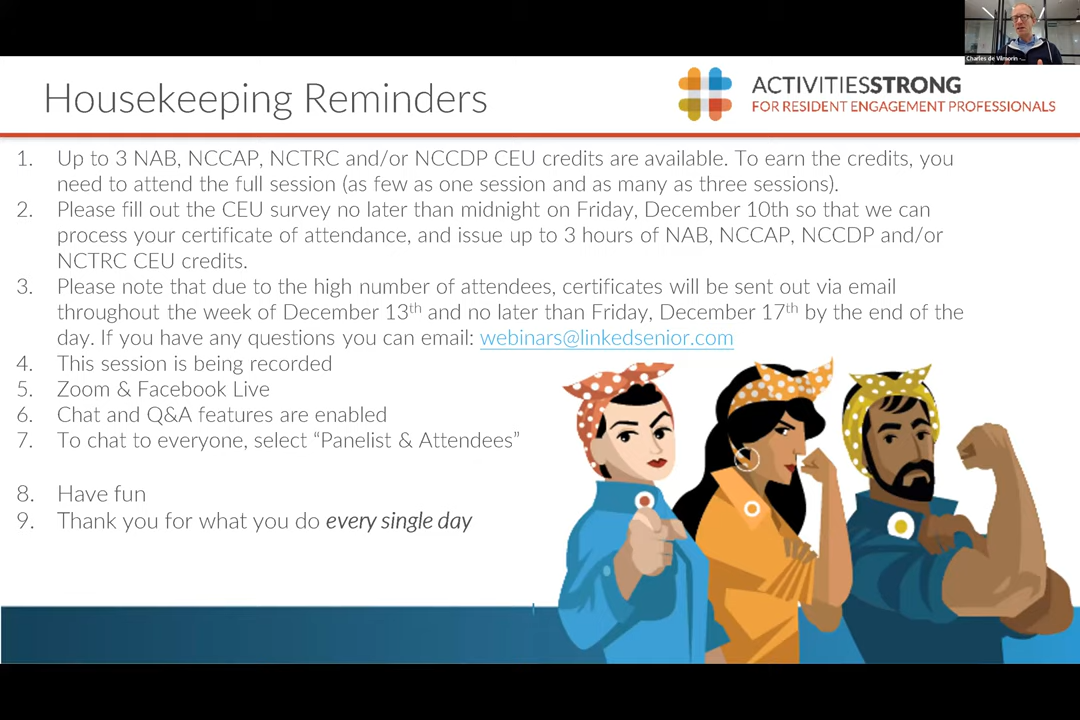 Charles de Vilmorin -...
Housekeeping Reminders
ACTIVITIESSTRONG
FOR RESIDENT ENGAGEMENT PROFESSIONALS
1. Up to 3 NAB, NCCAP, NCTRC and/or NCCDP CEU credits are available. To earn the credits, you
need to attend the full session (as few as one session and as many as three sessions).
2. Please fill out the CEU survey no later than midnight on Friday, December 10th so that we can
process your certificate of attendance, and issue up to 3 hours of NAB, NCCAP, NCCDP and/or
NCTRC CEU credits.
3. Please note that due to the high number of attendees, certificates will be sent out via email
throughout the week of December 13th and no later than Friday, December 17th by the end of the
day. If you have any questions you can email: webinars@linkedsenior.com
4. This session is being recorded
5. Zoom & Facebook Live
6. Chat and Q&A features are enabled
7. To chat to everyone, select “Panelist & Attendees”
8. Have fun
9. Thank you for what you do every single day